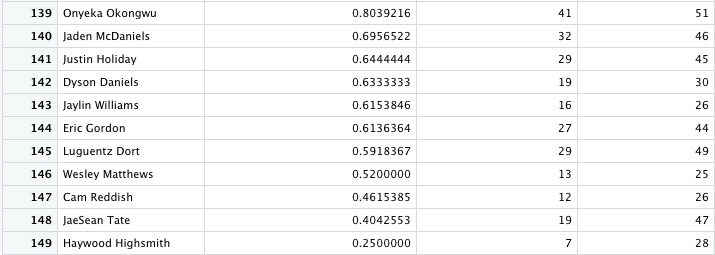 139 Onyeka Okongwu 0.8039216 41 51
140 Jaden McDaniels 0.6956522 32 46
141 Justin Holiday 0.6444444 29 45
142 Dyson Daniels 0.6333333 19 30
143 Jaylin Williams 0.6153846 16 26
144 Eric Gordon 0.6136364 27 44
145 Luguentz Dort 0.5918367 29 49
146 Wesley Matthews 0.5200000 13 25
147 Cam Reddish 0.4615385 12 26
148 JaeSean Tate 0.4042553 19 47
149 Haywood Highsmith 0.2500000 7 28